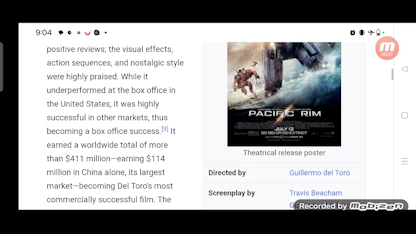 9:04
positive reviews; the visual effects,
action sequences, and nostalgic style
were highly praised. While it
underperformed at the box office in
the United States, it was highly
successful in other markets, thus
becoming a box office success.[9] It
earned a worldwide total of more
than $411 million—earning $114
million in China alone, its largest
market—becoming Del Toro's most
commercially successful film. The
PACIFIC RIM
JULY 12
Theatrical release poster
Directed by Guillermo del Toro
Screenplay by Travis Beacham
Recorded by MOBIZEN